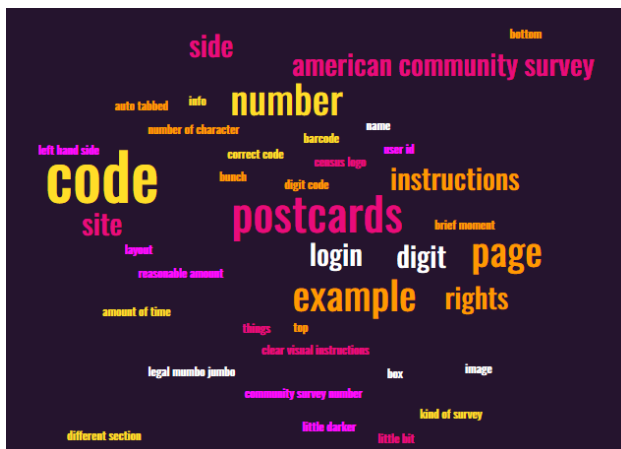 bottom
side
american community survey
auto tabbed
info
number
name
number of character
barcode
left hand side
correct code
user id
census logo
code
bunch
digit code
instructions
postcards
site
brief moment
layout
login
digit
page
reasonable amount
example
rights
amount of time
things
top
clear visual instructions
legal mumbo jumbo
box
image
community survey number
kind of survey
little darker
different section
little bit